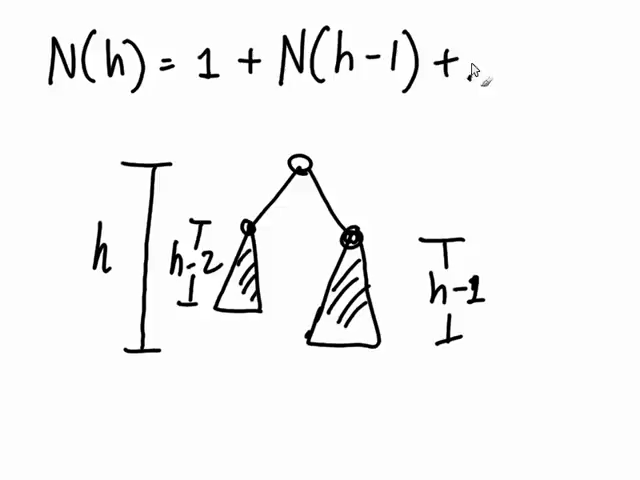 N(h) = 1 + N(h-1) +
h
h-2
h-1